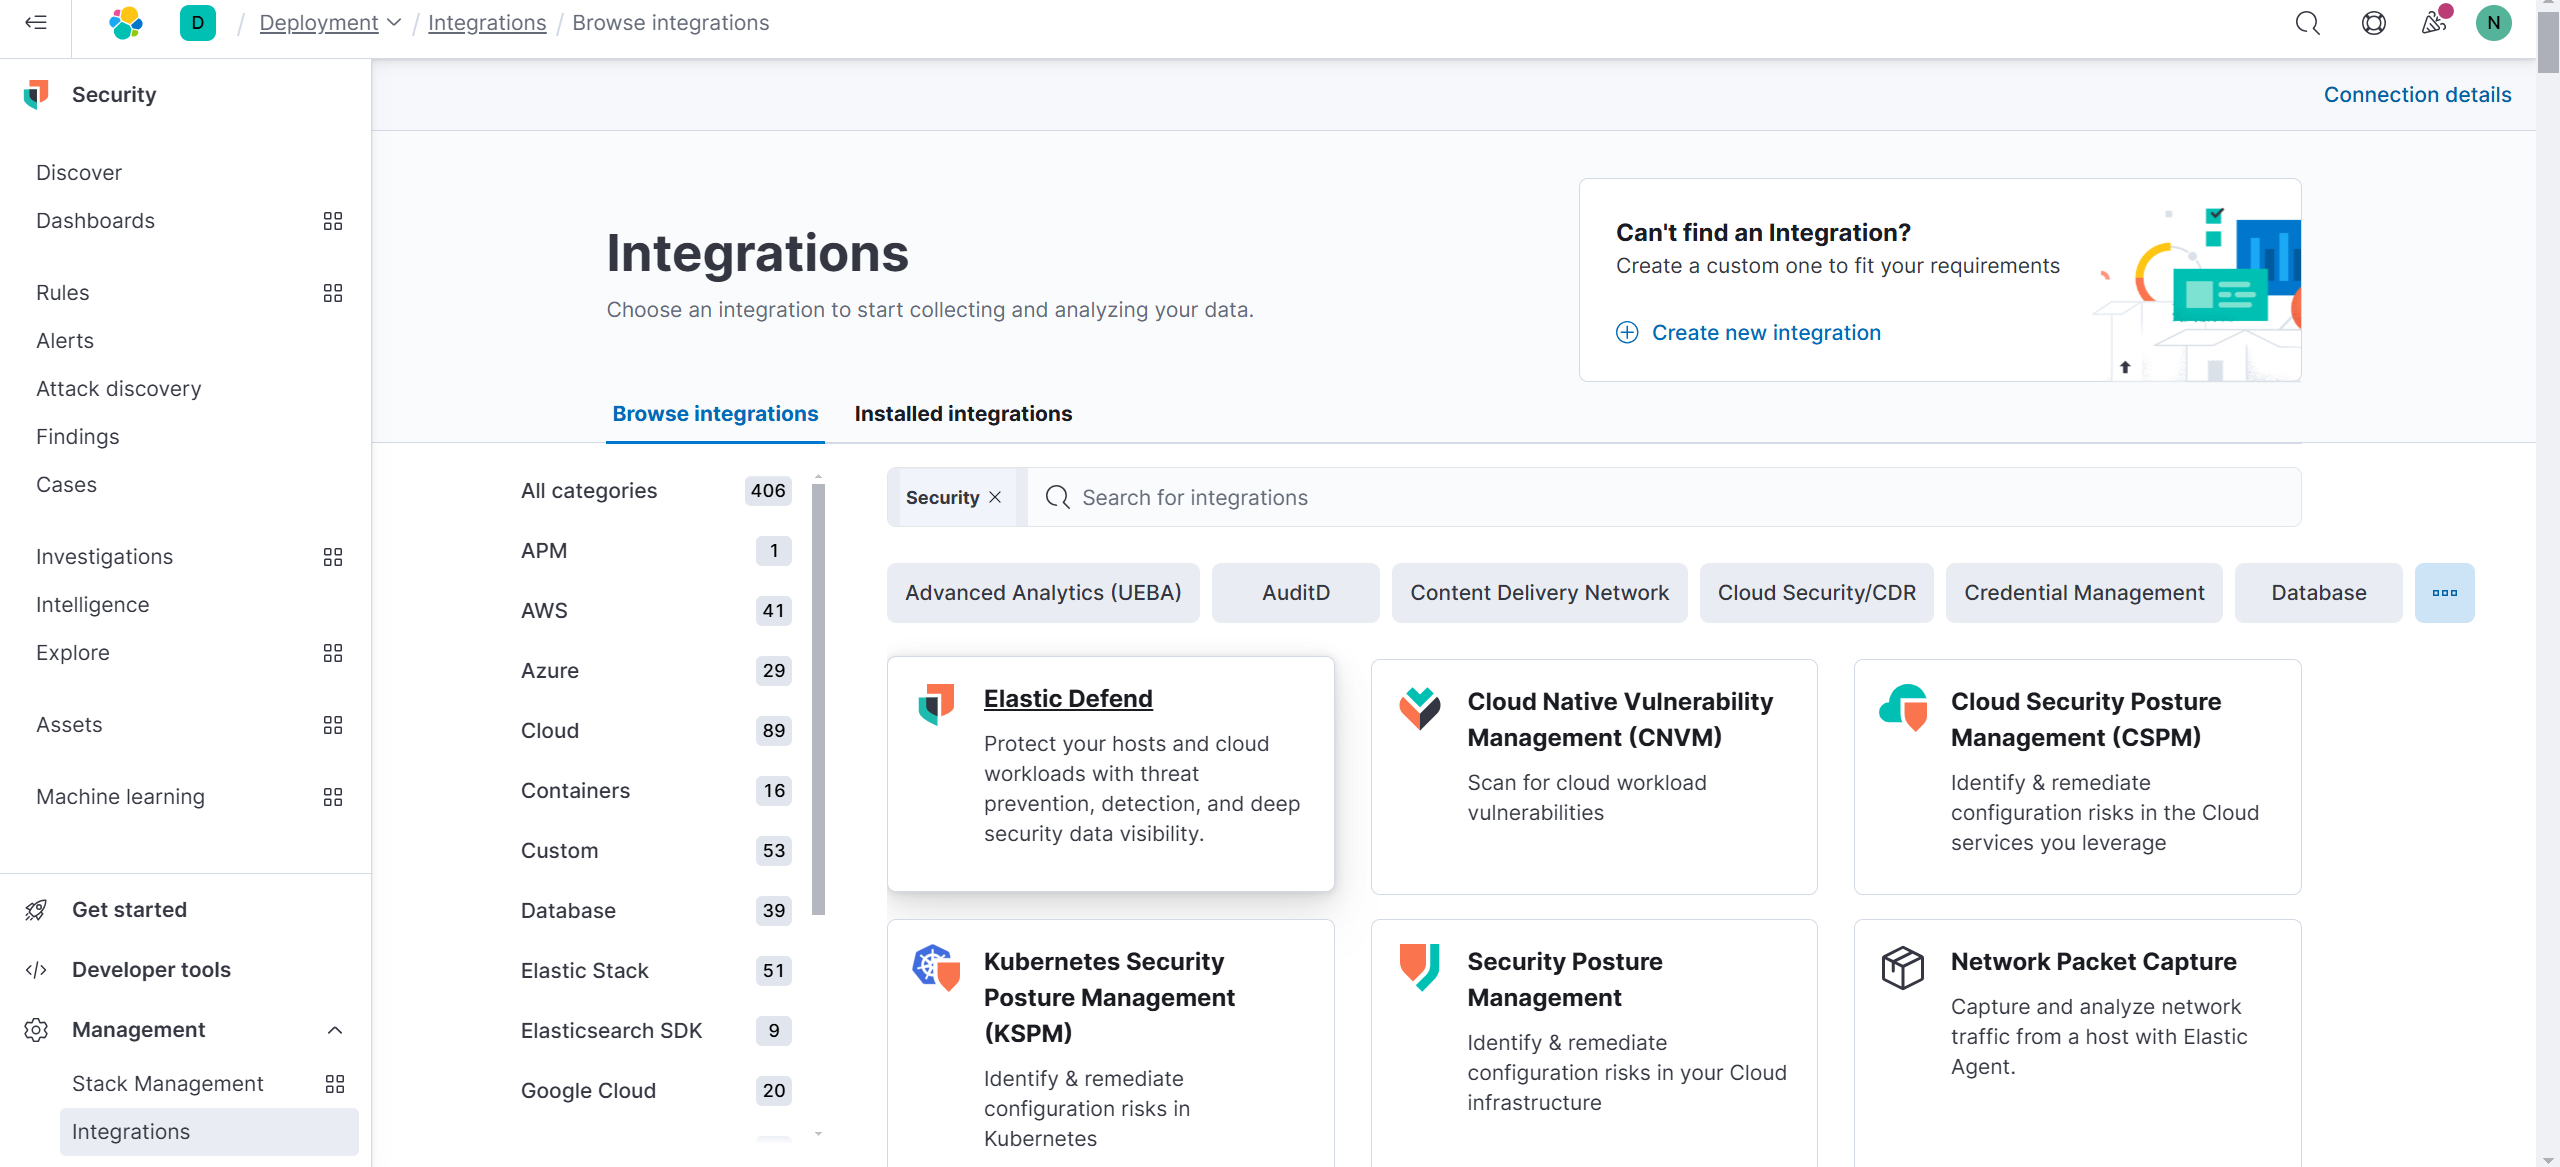 D / Deployment / Integrations / Browse integrations N
Security
Connection details
Discover
Dashboards
Rules
Alerts
Attack discovery
Findings
Cases
Investigations
Intelligence
Explore
Assets
Machine learning
Get started
Developer tools
Management
Stack Management
Integrations
Integrations
Choose an integration to start collecting and analyzing your data.
Can't find an Integration?
Create a custom one to fit your requirements
Create new integration
Browse integrations Installed integrations
All categories 406
APM 1
AWS 41
Azure 29
Cloud 89
Containers 16
Custom 53
Database 39
Elastic Stack 51
Elasticsearch SDK 9
Google Cloud 20
Security × Search for integrations
Advanced Analytics (UEBA) AuditD Content Delivery Network Cloud Security/CDR Credential Management Database
Elastic Defend
Protect your hosts and cloud
workloads with threat
prevention, detection, and deep
security data visibility.
Cloud Native Vulnerability
Management (CNVM)
Scan for cloud workload
vulnerabilities
Cloud Security Posture
Management (CSPM)
Identify & remediate
configuration risks in the Cloud
services you leverage
Kubernetes Security
Posture Management
(KSPM)
Identify & remediate
configuration risks in
Kubernetes
Security Posture
Management
Identify & remediate
configuration risks in your Cloud
infrastructure
Network Packet Capture
Capture and analyze network
traffic from a host with Elastic
Agent.